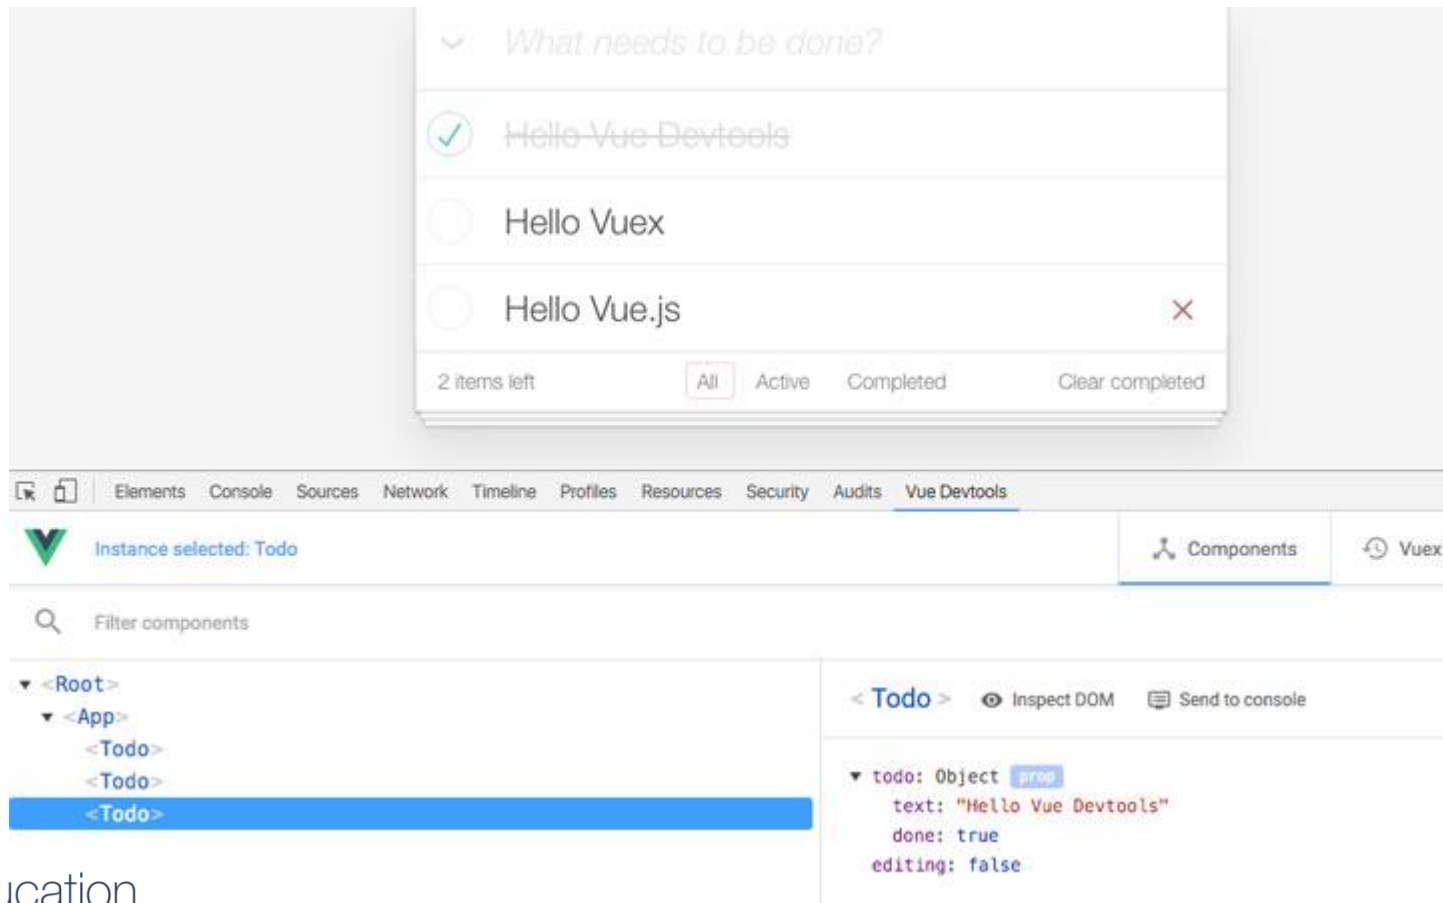 What needs to be done?
Hello Vue Devtools
Hello Vuex
Hello Vue.js
2 items left All Active Completed Clear completed
Elements Console Sources Network Timeline Profiles Resources Security Audits Vue Devtools
Instance selected: Todo Components Vuex
Filter components
<Root>
<App>
<Todo>
<Todo>
<Todo>
<Todo> Inspect DOM Send to console
todo: Object prop
text: "Hello Vue Devtools"
done: true
editing: false
ucation